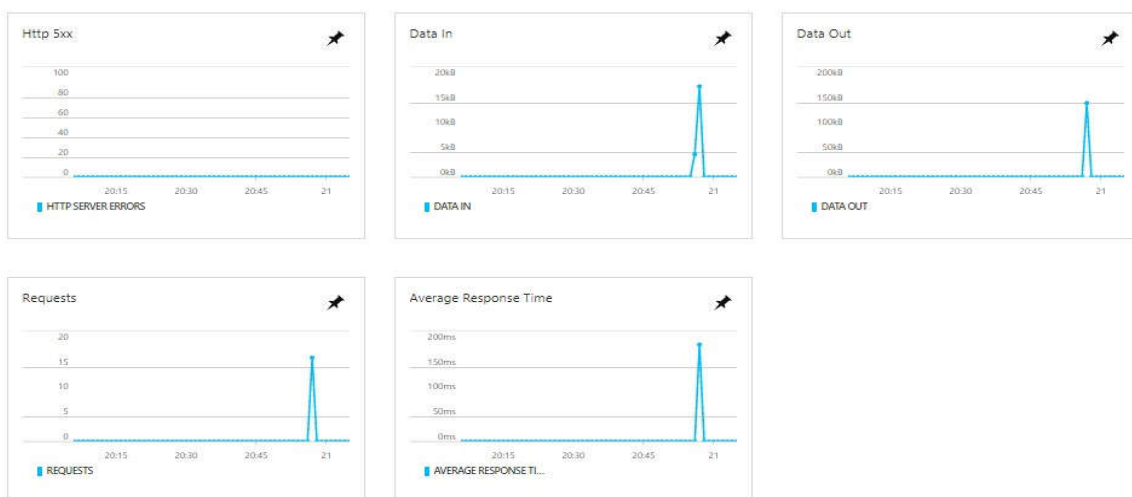 Http 5xx
100
80
60
40
20
0
20:15 20:30 20:45 21
HTTP SERVER ERRORS
Data In
20kB
15kB
10kB
5kB
0kB
20:15 20:30 20:45 21
DATA IN
Data Out
200kB
150kB
100kB
50kB
0kB
20:15 20:30 20:45 21
DATA OUT
Requests
20
15
10
5
0
20:15 20:30 20:45 21
REQUESTS
Average Response Time
200ms
150ms
100ms
50ms
0ms
20:15 20:30 20:45 21
AVERAGE RESPONSE TI...